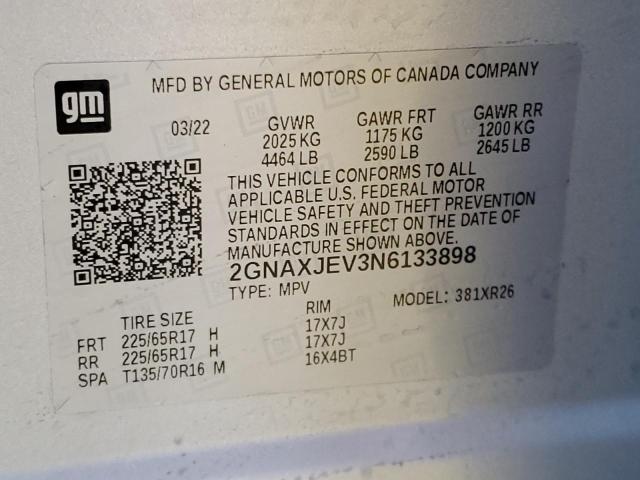 gm
MFD BY GENERAL MOTORS OF CANADA COMPANY
03/22
GVWR GAWR FRT GAWR RR
2025 KG 1175 KG 1200 KG
4464 LB 2590 LB 2645 LB
THIS VEHICLE CONFORMS TO ALL
APPLICABLE U.S. FEDERAL MOTOR
VEHICLE SAFETY AND THEFT PREVENTION
STANDARDS IN EFFECT ON THE DATE OF
MANUFACTURE SHOWN ABOVE.
2GNAXJEV3N6133898
TYPE: MPV MODEL: 381XR26
TIRE SIZE RIM
FRT 225/65R17 H 17X7J
RR 225/65R17 H 17X7J
SPA T135/70R16 M 16X4BT